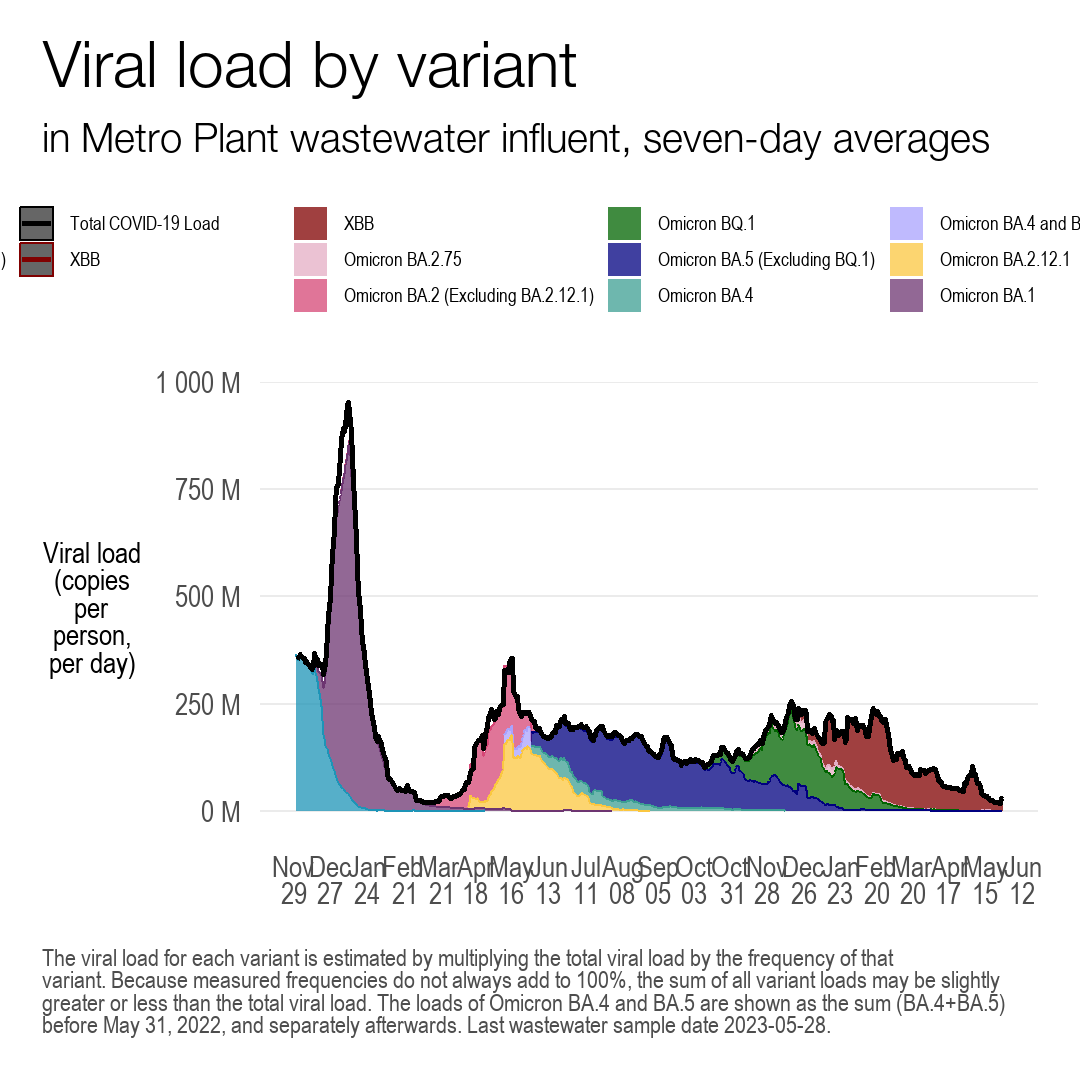 Viral load by variant
in Metro Plant wastewater influent, seven-day averages
Total COVID-19 Load
XBB
Omicron BQ.1
Omicron BA.4 and B
)
XBB
Omicron BA.2.75
Omicron BA.5 (Excluding BQ.1)
Omicron BA.2.12.1
Omicron BA.2 (Excluding BA.2.12.1)
Omicron BA.4
Omicron BA.1
1 000 M
750 M
500 M
250 M
0 M
Viral load
(copies
per
person,
per day)
Nov Dec Jan Feb Mar Apr May Jun Jul Aug Sep Oct Oct Nov Dec Jan Feb Mar Apr May Jun
29 27 24 21 21 18 16 13 11 08 05 03 31 28 26 23 20 20 17 15 12
The viral load for each variant is estimated by multiplying the total viral load by the frequency of that
variant. Because measured frequencies do not always add to 100%, the sum of all variant loads may be slightly
greater or less than the total viral load. The loads of Omicron BA.4 and BA.5 are shown as the sum (BA.4+BA.5)
before May 31, 2022, and separately afterwards. Last wastewater sample date 2023-05-28.